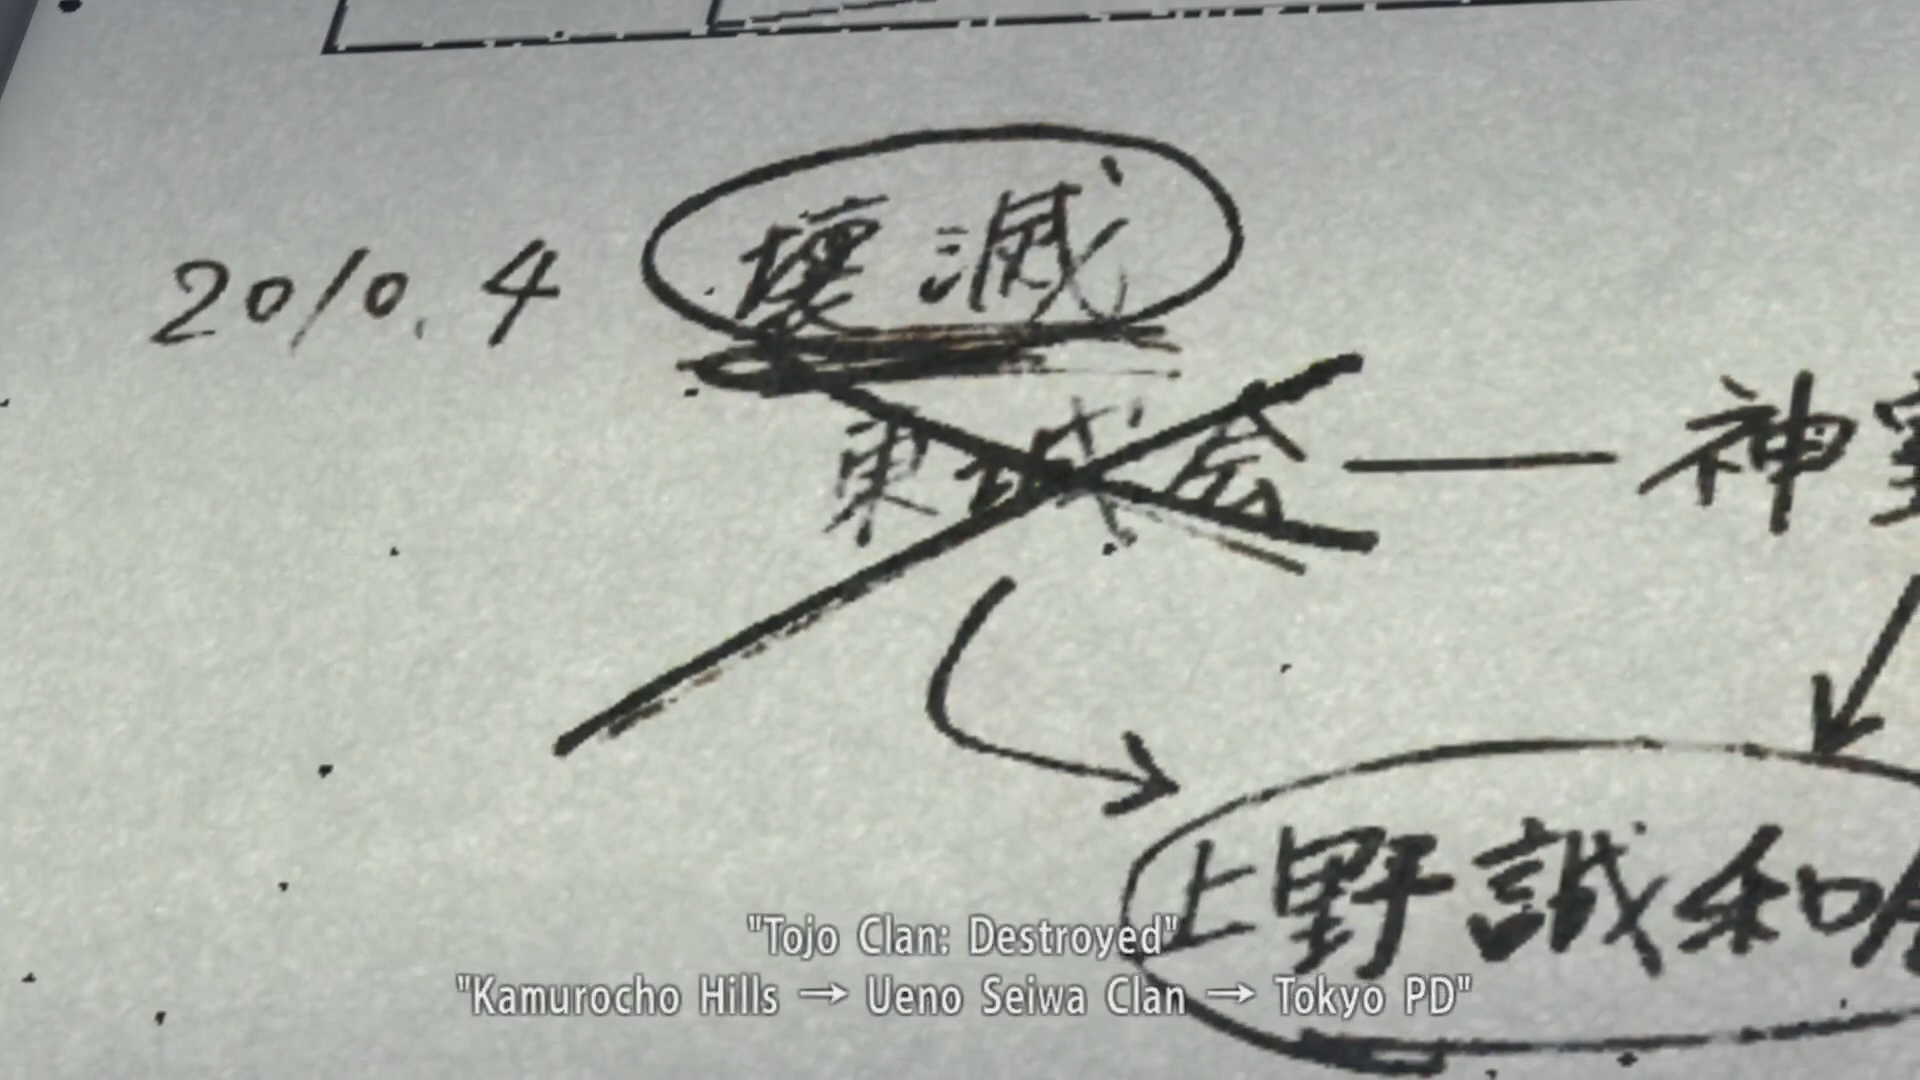 2010.4 壊滅
東城会 — 神室
上野誠和
"Tojo Clan: Destroyed"
"Kamurocho Hills → Ueno Seiwa Clan → Tokyo PD"